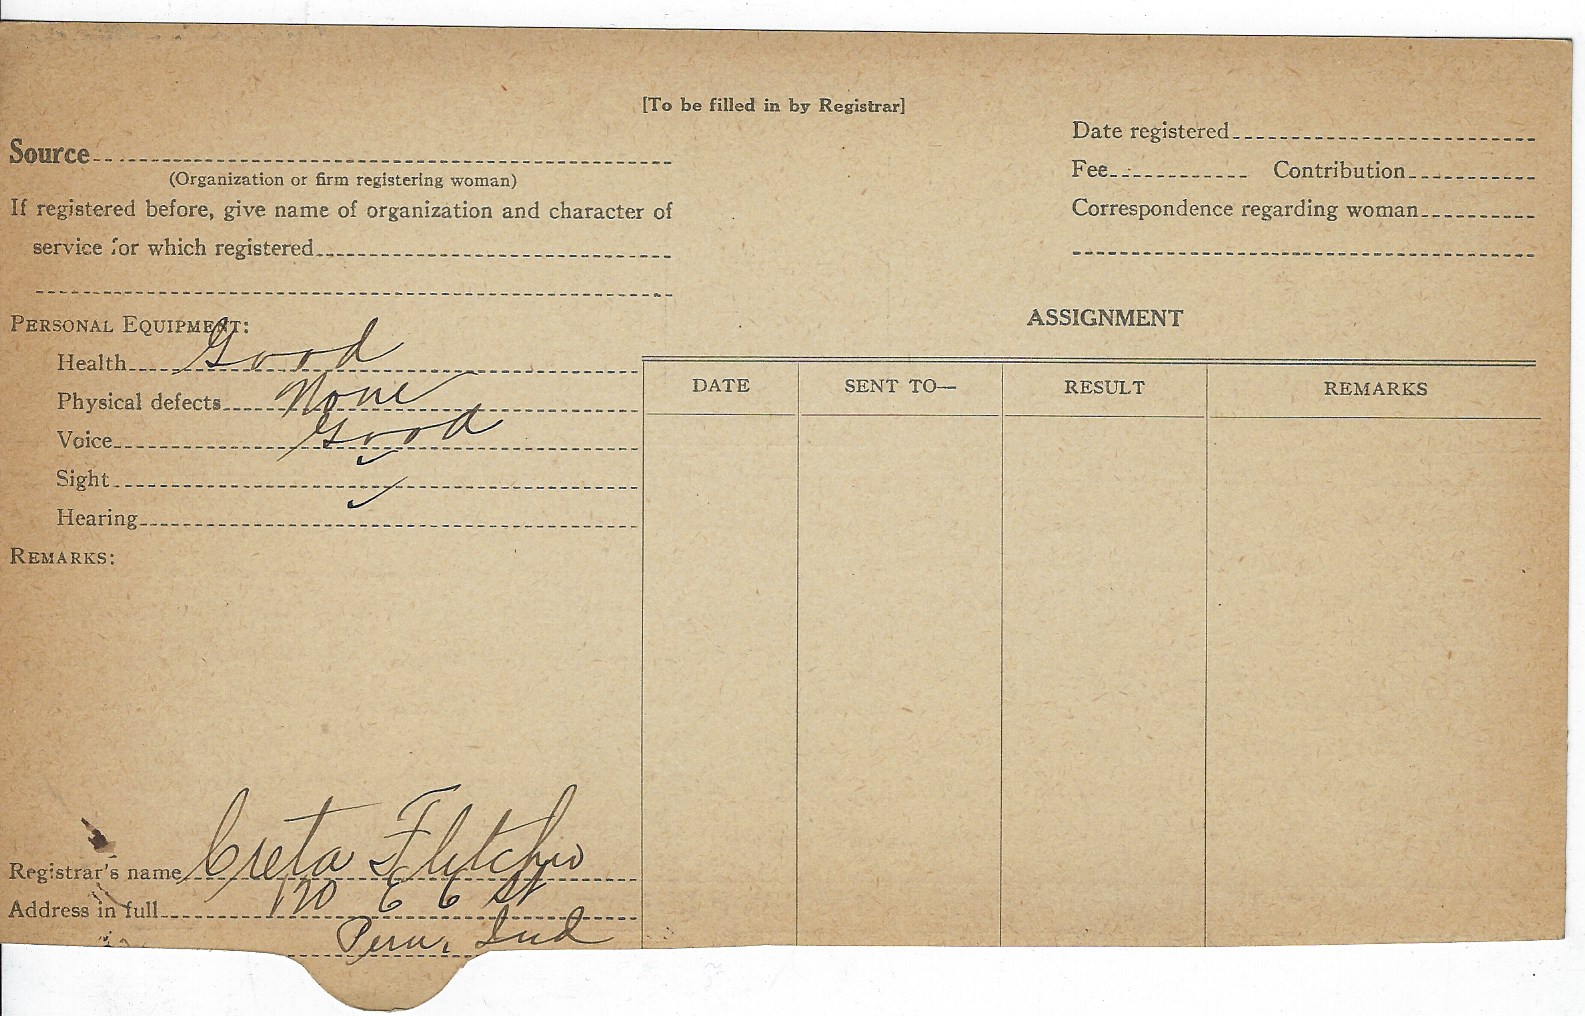 [To be filled in by Registrar]
Source
(Organization or firm registering woman)
If registered before, give name of organization and character of
service for which registered
Date registered
Fee Contribution
Correspondence regarding woman
PERSONAL EQUIPMENT:
Health Good
Physical defects None
Voice Good
Sight ✓
Hearing ✓
REMARKS:
ASSIGNMENT
DATE SENT TO— RESULT REMARKS
Registrar's name Creta Fletcher
Address in full 120 E 6 St
Peru, Ind